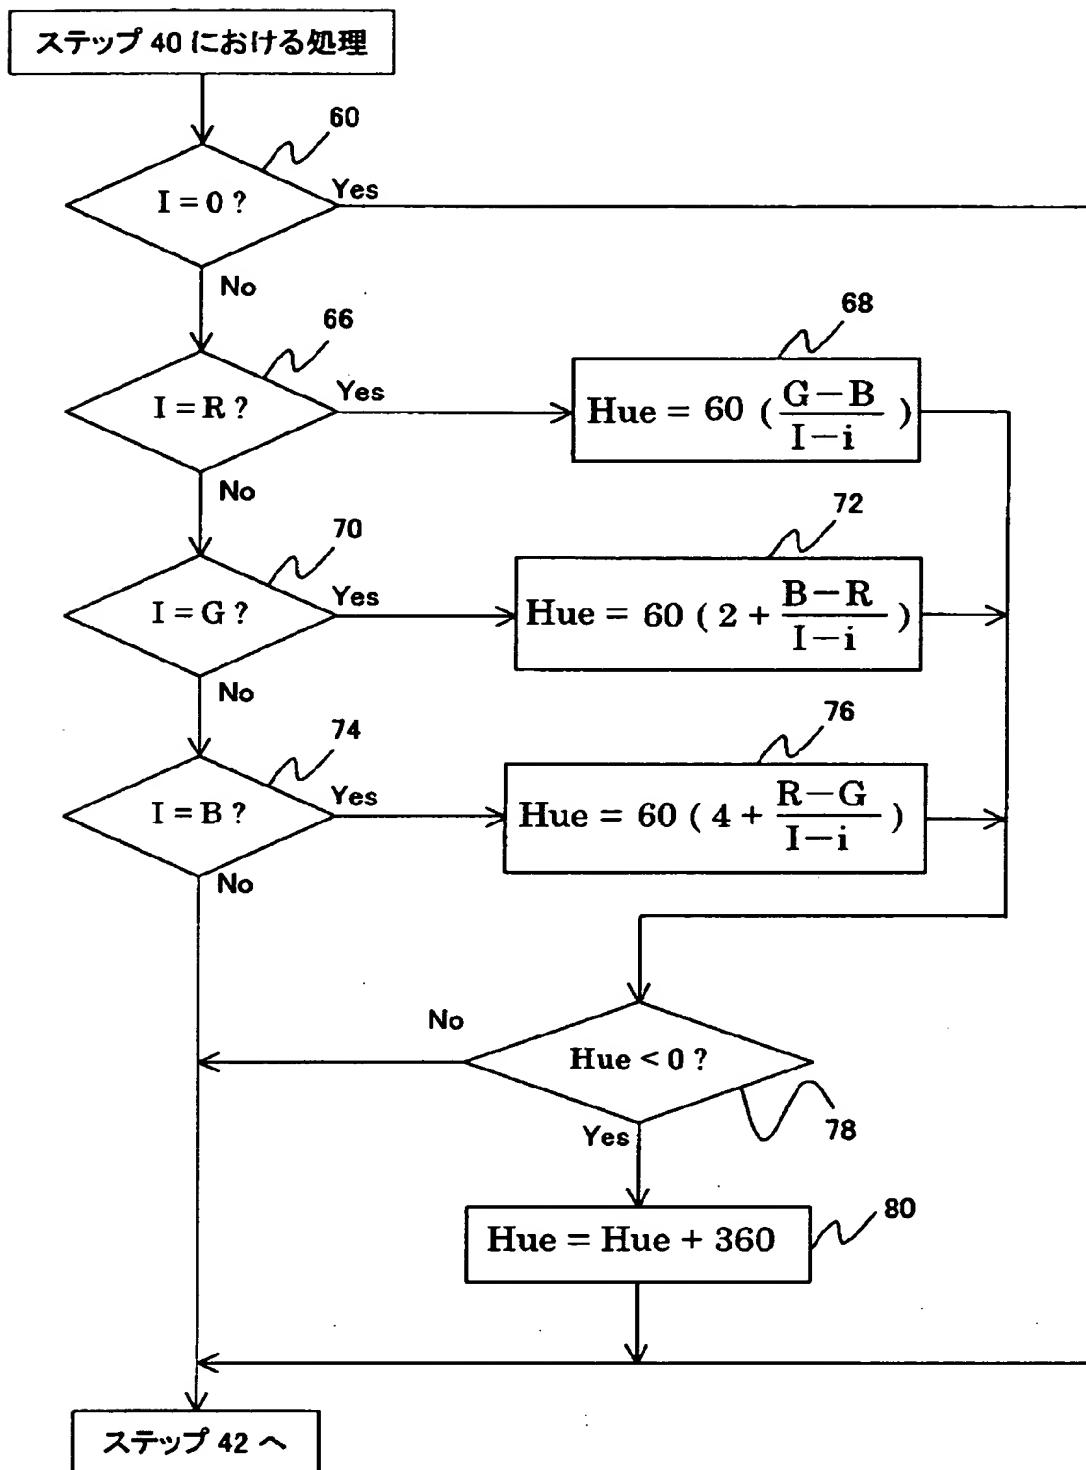 ステップ 40 における処理
60
I = 0 ?
Yes
No
66
I = R ?
Yes
68
Hue = 60 ( G－B / I－i )
No
70
I = G ?
Yes
72
Hue = 60 ( 2 + B－R / I－i )
No
74
I = B ?
Yes
76
Hue = 60 ( 4 + R－G / I－i )
No
No
Hue < 0 ?
78
Yes
80
Hue = Hue + 360
ステップ 42 へ